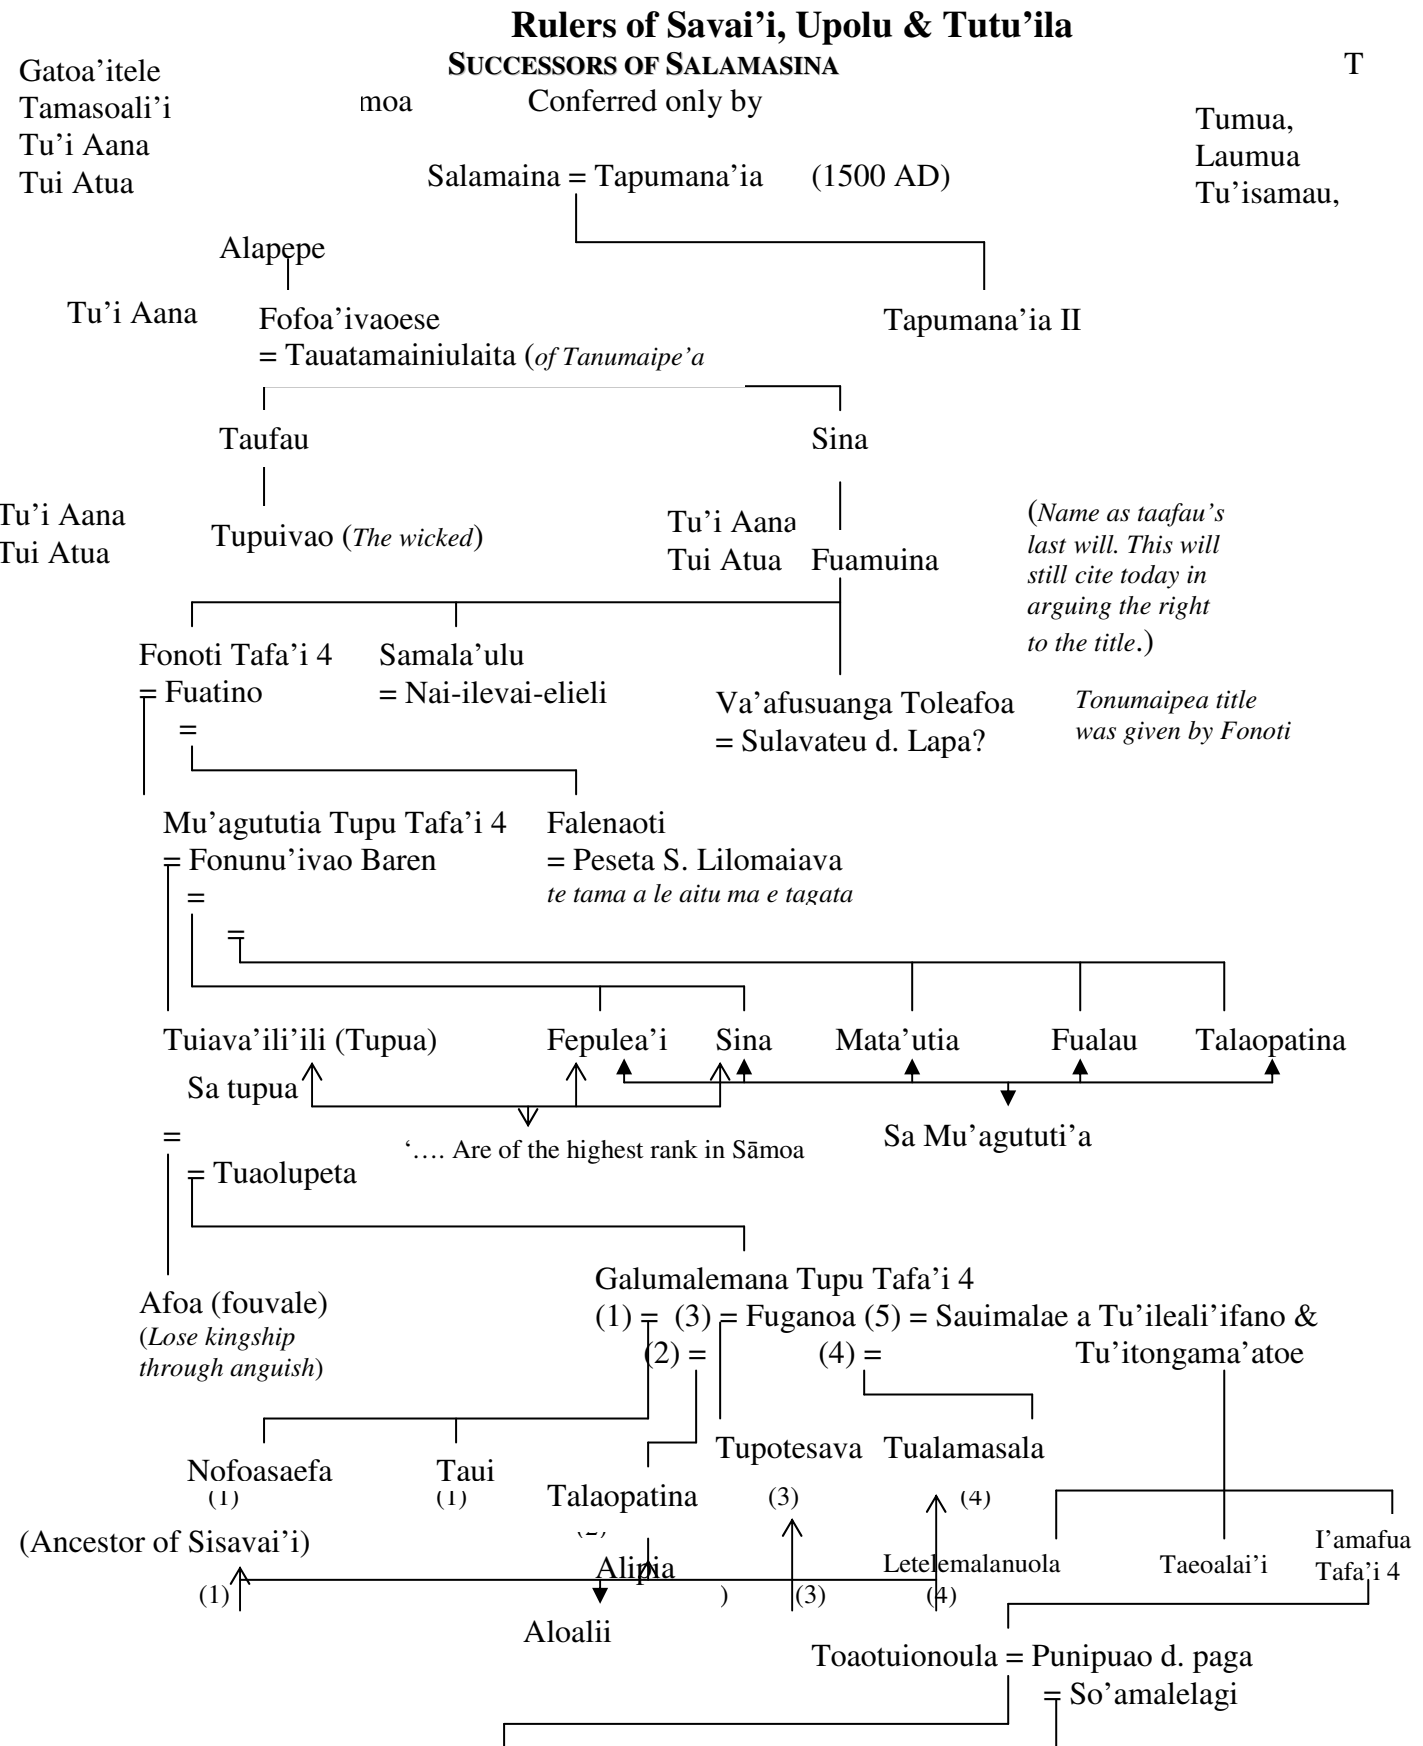 Rulers of Savai’i, Upolu & Tutu’ila
SUCCESSORS OF SALAMASINA
T
Gatoa’itele
Tamasoali’i
Tu’i Aana
Tui Atua
moa
Conferred only by
Tumua,
Laumua
Tu’isamau,
Salamaina = Tapumana’ia (1500 AD)
Alapepe
Tu’i Aana
Fofoa’ivaoese
= Tauatamainiulaita (of Tanumaipe’a
Tapumana’ia II
Taufau
Sina
Tu’i Aana
Tui Atua
Tupuivao (The wicked)
Tu’i Aana
Tui Atua
Fuamuina
(Name as taafau’s
last will. This will
still cite today in
arguing the right
to the title.)
Fonoti Tafa’i 4
= Fuatino
=
Samala’ulu
= Nai-ilevai-elieli
Va’afusuanga Toleafoa
= Sulavateu d. Lapa?
Tonumaipea title
was given by Fonoti
Mu’agututia Tupu Tafa’i 4
= Fonunu’ivao Baren
=
=
Falenaoti
= Peseta S. Lilomaiava
te tama a le aitu ma e tagata
Tuiava’ili’ili (Tupua)
Fepulea’i
Sina
Mata’utia
Fualau
Talaopatina
Sa tupua
‘…. Are of the highest rank in Sāmoa
Sa Mu’agututi’a
=
= Tuaolupeta
Galumalemana Tupu Tafa’i 4
(1) = (3) = Fuganoa (5) = Sauimalae a Tu’ileali’ifano &
(2) = (4) = Tu’itongama’atoe
Afoa (fouvale)
(Lose kingship
through anguish)
Nofoasaefa
(1)
Taui
(1)
Talaopatina
(2)
Tupotesava
(3)
Tualamasala
(4)
(Ancestor of Sisavai’i)
Alipia
Letelemalanuola
Taeoalai’i
I’amafua
Tafa’i 4
(1)
)
(3)
(4)
Aloalii
Toaotuionoula = Punipuao d. paga
= So’amalelagi